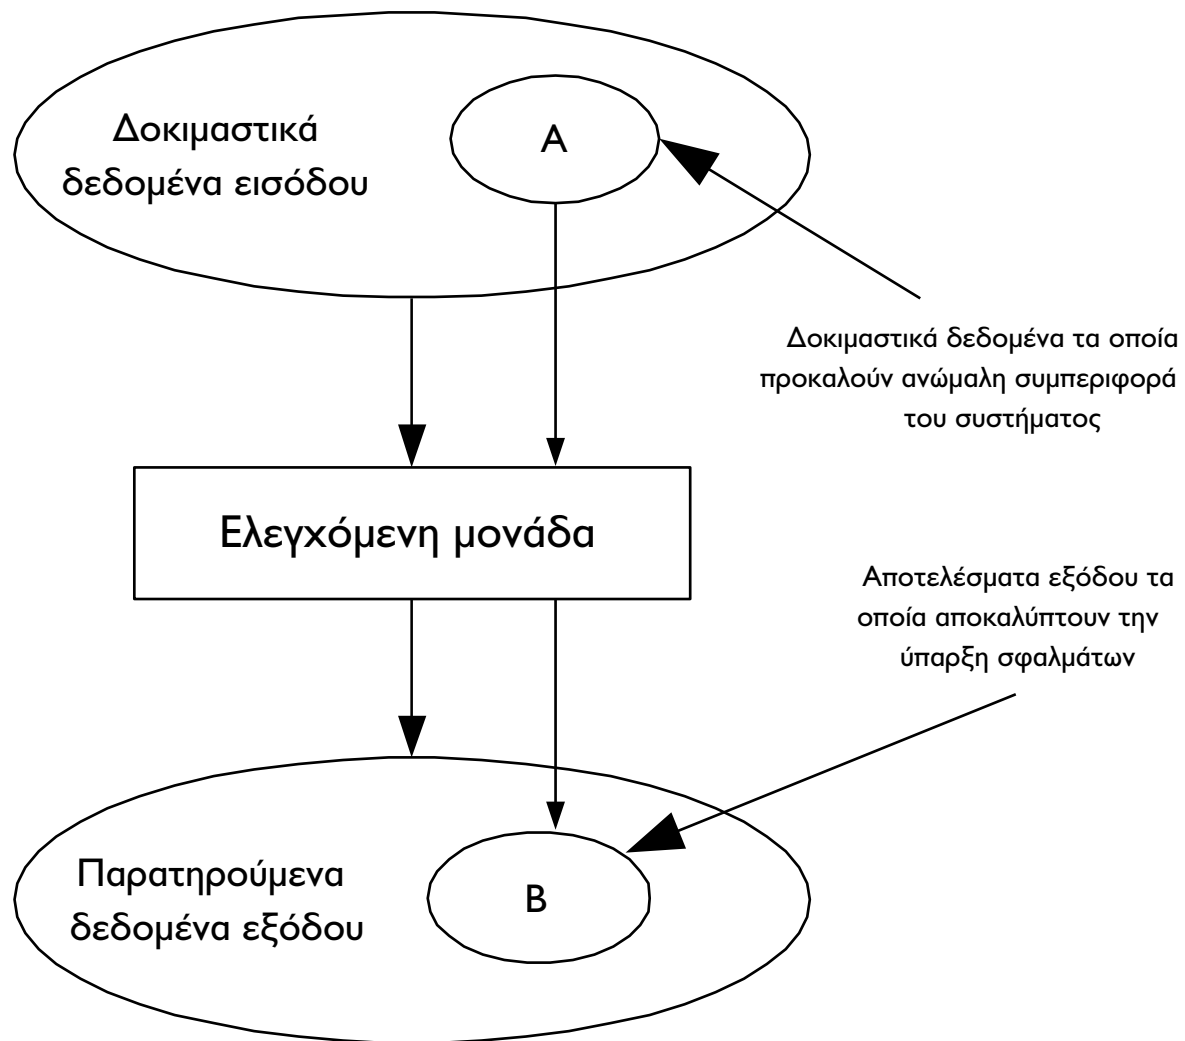 Δοκιμαστικά
δεδομένα εισόδου
Α
Δοκιμαστικά δεδομένα τα οποία
προκαλούν ανώμαλη συμπεριφορά
του συστήματος
Ελεγχόμενη μονάδα
Αποτελέσματα εξόδου τα
οποία αποκαλύπτουν την
ύπαρξη σφαλμάτων
Παρατηρούμενα
δεδομένα εξόδου
Β